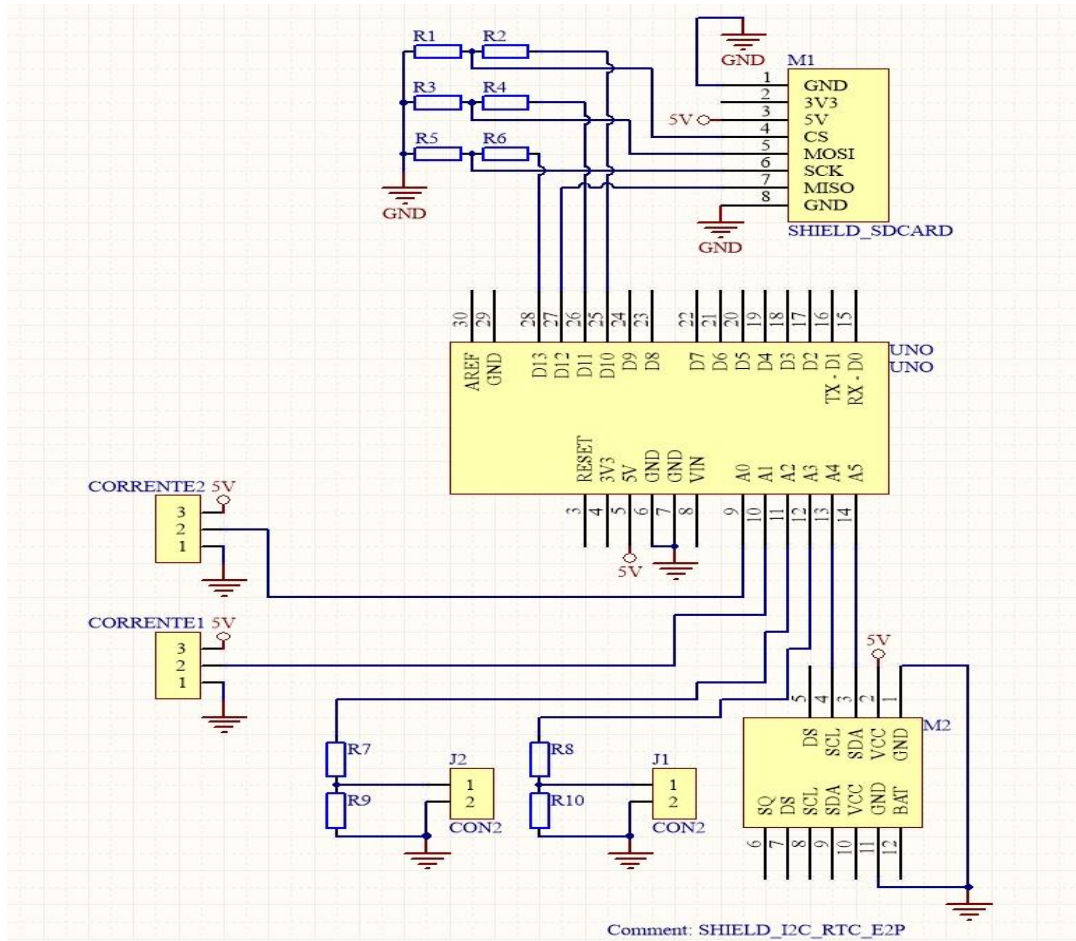 R1 R2
GND
M1
R3 R4
5V
R5 R6
GND
1 GND
2 3V3
3 5V
4 CS
5 MOSI
6 SCK
7 MISO
8 GND
GND
SHIELD_SDCARD
30 29 28 27 26 25 24 23 22 21 20 19 18 17 16 15
AREF GND D13 D12 D11 D10 D9 D8 D7 D6 D5 D4 D3 D2 TX - D1 RX - D0
UNO
UNO
RESET 3V3 5V GND GND VIN A0 A1 A2 A3 A4 A5
3 4 5 6 7 8 9 10 11 12 13 14
5V
CORRENTE2 5V
3
2
1
CORRENTE1 5V
3
2
1
5V
5 4 3 2 1
DS SCL SDA VCC GND
M2
SQ DS SCL SDA VCC GND BAT
6 7 8 9 10 11 12
R7
R9
J2
1
2
CON2
R8
R10
J1
1
2
CON2
Comment: SHIELD_I2C_RTC_E2P